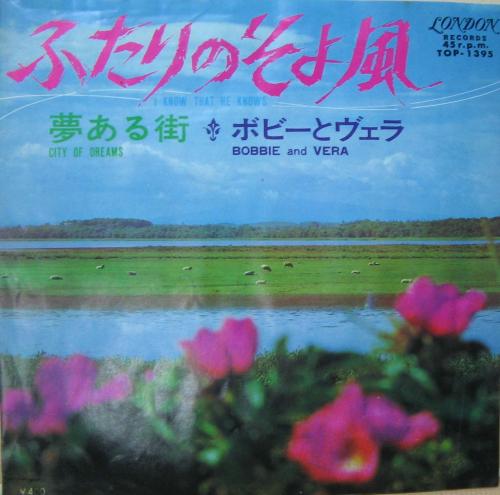 LONDON
RECORDS
45 r.p.m.
TOP-1395
ふたりのそよ風
I KNOW THAT HE KNOWS
夢ある街 ボビーとヴェラ
CITY OF DREAMS BOBBIE and VERA